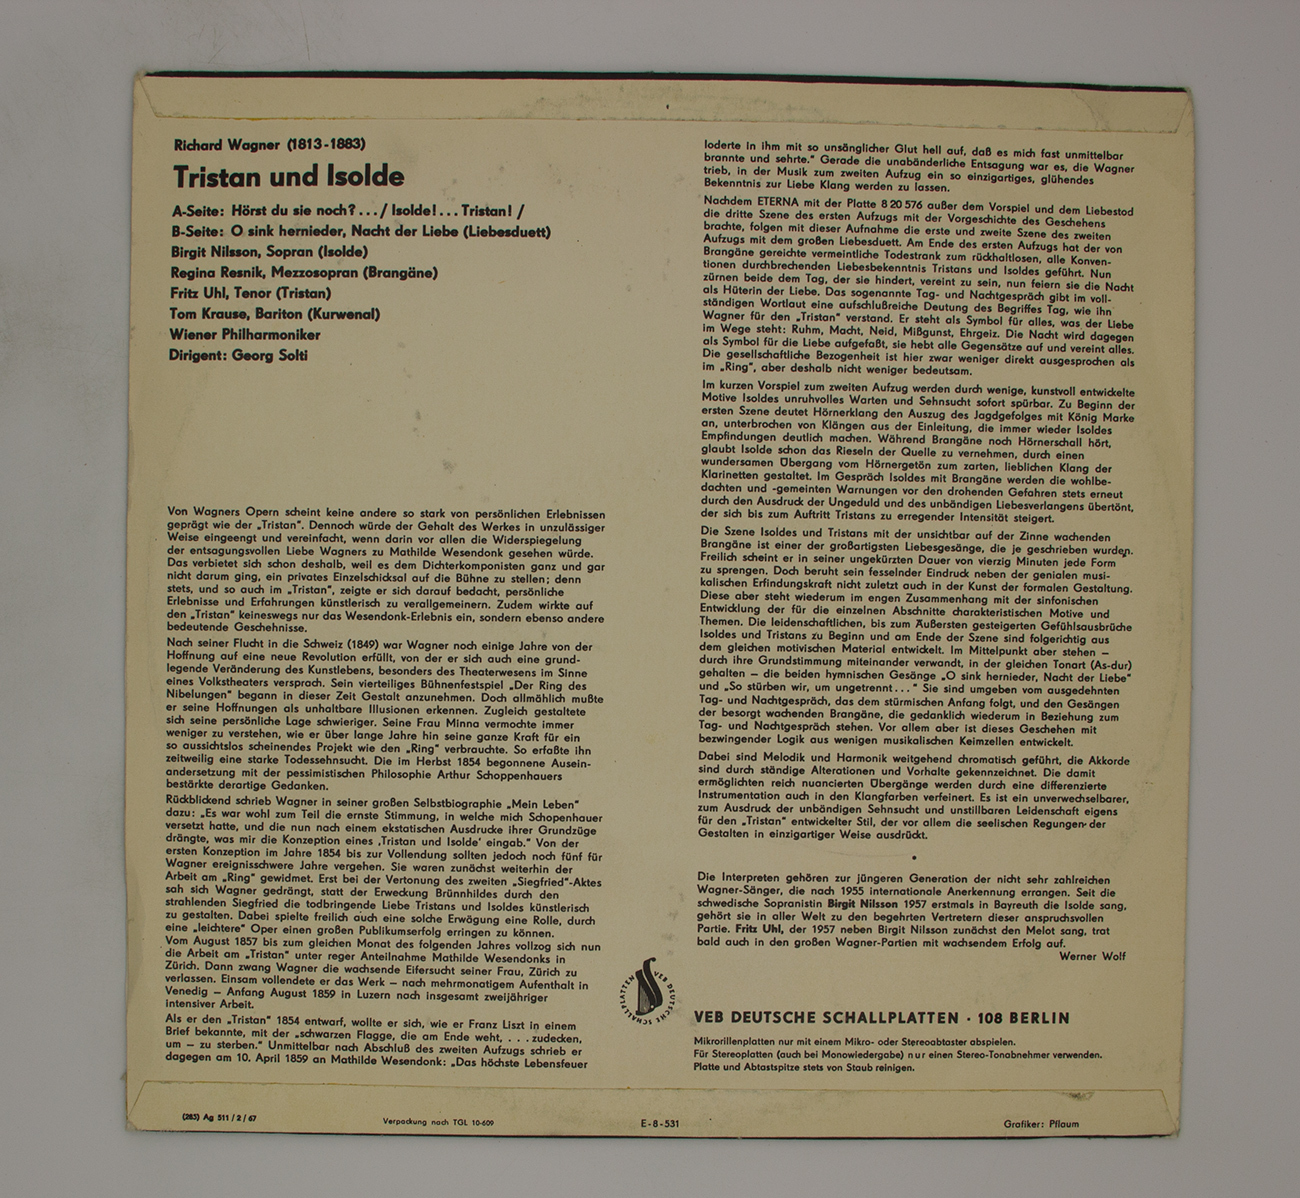 Richard Wagner (1813-1883)
Tristan und Isolde
A-Seite: Hörst du sie noch? . . . / Isolde! . . . Tristan! /
B-Seite: O sink hernieder, Nacht der Liebe (Liebesduett)
Birgit Nilsson, Sopran (Isolde)
Regina Resnik, Mezzosopran (Brangäne)
Fritz Uhl, Tenor (Tristan)
Tom Krause, Bariton (Kurwenal)
Wiener Philharmoniker
Dirigent: Georg Solti
Von Wagners Opern scheint keine andere so stark von persönlichen Erlebnissen
geprägt wie der „Tristan“. Dennoch würde der Gehalt des Werkes in unzulässiger
Weise eingeengt und vereinfacht, wenn darin vor allen die Widerspiegelung
der entsagungsvollen Liebe Wagners zu Mathilde Wesendonk gesehen würde.
Das verbietet sich schon deshalb, weil es dem Dichterkomponisten ganz und gar
nicht darum ging, ein privates Einzelschicksal auf die Bühne zu stellen; denn
stets, und so auch im „Tristan“, zeigte er sich darauf bedacht, persönliche
Erlebnisse und Erfahrungen künstlerisch zu verallgemeinern. Zudem wirkte auf
den „Tristan“ keineswegs nur das Wesendonk-Erlebnis ein, sondern ebenso andere
bedeutende Geschehnisse.
Nach seiner Flucht in die Schweiz (1849) war Wagner noch einige Jahre von der
Hoffnung auf eine neue Revolution erfüllt, von der er sich auch eine grund-
legende Veränderung des Kunstlebens, besonders des Theaterwesens im Sinne
eines Volkstheaters versprach. Sein vierteiliges Bühnenfestspiel „Der Ring des
Nibelungen“ begann in dieser Zeit Gestalt anzunehmen. Doch allmählich mußte
er seine Hoffnungen als unhaltbare Illusionen erkennen. Zugleich gestaltete
sich seine persönliche Lage schwieriger. Seine Frau Minna vermochte immer
weniger zu verstehen, wie er über lange Jahre hin seine ganze Kraft für ein
so aussichtslos scheinendes Projekt wie den „Ring“ verbrauchte. So erfaßte ihn
zeitweilig eine starke Todessehnsucht. Die im Herbst 1854 begonnene Ausein-
andersetzung mit der pessimistischen Philosophie Arthur Schoppenhauers
bestärkte derartige Gedanken.
Rückblickend schrieb Wagner in seiner großen Selbstbiographie „Mein Leben“
dazu: „Es war wohl zum Teil die ernste Stimmung, in welche mich Schopenhauer
versetzt hatte, und die nun nach einem ekstatischen Ausdrucke ihrer Grundzüge
drängte, was mir die Konzeption eines ‚Tristan und Isolde‘ eingab.“ Von der
ersten Konzeption im Jahre 1854 bis zur Vollendung sollten jedoch noch fünf für
Wagner ereignisschwere Jahre vergehen. Sie waren zunächst weiterhin der
Arbeit am „Ring“ gewidmet. Erst bei der Vertonung des zweiten „Siegfried“-Aktes
sah sich Wagner gedrängt, statt der Erweckung Brünnhildes durch den
strahlenden Siegfried die todbringende Liebe Tristans und Isoldes künstlerisch
zu gestalten. Dabei spielte freilich auch eine solche Erwägung eine Rolle, durch
eine „leichtere“ Oper einen großen Publikumserfolg erringen zu können.
Vom August 1857 bis zum gleichen Monat des folgenden Jahres vollzog sich nun
die Arbeit am „Tristan“ unter reger Anteilnahme Mathilde Wesendonks in
Zürich. Dann zwang Wagner die wachsende Eifersucht seiner Frau, Zürich zu
verlassen. Einsam vollendete er das Werk – nach mehrmonatigem Aufenthalt in
Venedig – Anfang August 1859 in Luzern nach insgesamt zweijähriger
intensiver Arbeit.
Als er den „Tristan“ 1854 entwarf, wollte er sich, wie er Franz Liszt in einem
Brief bekannte, mit der „schwarzen Flagge, die am Ende weht, . . . zudecken,
um – zu sterben.“ Unmittelbar nach Abschluß des zweiten Aufzugs schrieb er
dagegen am 10. April 1859 an Mathilde Wesendonk: „Das höchste Lebensfeuer
loderte in ihm mit so unsänglicher Glut hell auf, daß es mich fast unmittelbar
brannte und sehrte.“ Gerade die unabänderliche Entsagung war es, die Wagner
trieb, in der Musik zum zweiten Aufzug ein so einzigartiges, glühendes
Bekenntnis zur Liebe Klang werden zu lassen.
Nachdem ETERNA mit der Platte 8 20 576 außer dem Vorspiel und dem Liebestod
die dritte Szene des ersten Aufzugs mit der Vorgeschichte des Geschehens
brachte, folgen mit dieser Aufnahme die erste und zweite Szene des zweiten
Aufzugs mit dem großen Liebesduett. Am Ende des ersten Aufzugs hat der von
Brangäne gereichte vermeintliche Todestrank zum rückhaltlosen, alle Konven-
tionen durchbrechenden Liebesbekenntnis Tristans und Isoldes geführt. Nun
zürnen beide dem Tag, der sie hindert, vereint zu sein, nun feiern sie die Nacht
als Hüterin der Liebe. Das sogenannte Tag- und Nachtgespräch gibt im voll-
ständigen Wortlaut eine aufschlußreiche Deutung des Begriffes Tag, wie ihn
Wagner für den „Tristan“ verstand. Er steht als Symbol für alles, was der Liebe
im Wege steht: Ruhm, Macht, Neid, Mißgunst, Ehrgeiz. Die Nacht wird dagegen
als Symbol für die Liebe aufgefaßt, sie hebt alle Gegensätze auf und vereint alles.
Die gesellschaftliche Bezogenheit ist hier zwar weniger direkt ausgesprochen als
im „Ring“, aber deshalb nicht weniger bedeutsam.
Im kurzen Vorspiel zum zweiten Aufzug werden durch wenige, kunstvoll entwickelte
Motive Isoldes unruhvolles Warten und Sehnsucht sofort spürbar. Zu Beginn der
ersten Szene deutet Hörnerklang den Auszug des Jagdgefolges mit König Marke
an, unterbrochen von Klängen aus der Einleitung, die immer wieder Isoldes
Empfindungen deutlich machen. Während Brangäne noch Hörnerschall hört,
glaubt Isolde schon das Rieseln der Quelle zu vernehmen, durch einen
wundersamen Übergang vom Hörnergetön zum zarten, lieblichen Klang der
Klarinetten gestaltet. Im Gespräch Isoldes mit Brangäne werden die wohlbe-
dachten und -gemeinten Warnungen vor den drohenden Gefahren stets erneut
durch den Ausdruck der Ungeduld und des unbändigen Liebesverlangens übertönt,
der sich bis zum Auftritt Tristans zu erregender Intensität steigert.
Die Szene Isoldes und Tristans mit der unsichtbar auf der Zinne wachenden
Brangäne ist einer der großartigsten Liebesgesänge, die je geschrieben wurden.
Freilich scheint er in seiner ungekürzten Dauer von vierzig Minuten jede Form
zu sprengen. Doch beruht sein fesselnder Eindruck neben der genialen musi-
kalischen Erfindungskraft nicht zuletzt auch in der Kunst der formalen Gestaltung.
Diese aber steht wiederum im engen Zusammenhang mit der sinfonischen
Entwicklung der für die einzelnen Abschnitte charakteristischen Motive und
Themen. Die leidenschaftlichen, bis zum Äußersten gesteigerten Gefühlsausbrüche
Isoldes und Tristans zu Beginn und am Ende der Szene sind folgerichtig aus
dem gleichen motivischen Material entwickelt. Im Mittelpunkt aber stehen –
durch ihre Grundstimmung miteinander verwandt, in der gleichen Tonart (As-dur)
gehalten – die beiden hymnischen Gesänge „O sink hernieder, Nacht der Liebe“
und „So stürben wir, um ungetrennt . . .“ Sie sind umgeben vom ausgedehnten
Tag- und Nachtgespräch, das dem stürmischen Anfang folgt, und den Gesängen
der besorgt wachenden Brangäne, die gedanklich wiederum in Beziehung zum
Tag- und Nachtgespräch stehen. Vor allem aber ist dieses Geschehen mit
bezwingender Logik aus wenigen musikalischen Keimzellen entwickelt.
Dabei sind Melodik und Harmonik weitgehend chromatisch geführt, die Akkorde
sind durch ständige Alterationen und Vorhalte gekennzeichnet. Die damit
ermöglichten reich nuancierten Übergänge werden durch eine differenzierte
Instrumentation auch in den Klangfarben verfeinert. Es ist ein unverwechselbarer,
zum Ausdruck der unbändigen Sehnsucht und unstillbaren Leidenschaft eigens
für den „Tristan“ entwickelter Stil, der vor allem die seelischen Regungen der
Gestalten in einzigartiger Weise ausdrückt.
•
Die Interpreten gehören zur jüngeren Generation der nicht sehr zahlreichen
Wagner-Sänger, die nach 1955 internationale Anerkennung errangen. Seit die
schwedische Sopranistin Birgit Nilsson 1957 erstmals in Bayreuth die Isolde sang,
gehört sie in aller Welt zu den begehrten Vertretern dieser anspruchsvollen
Partie. Fritz Uhl, der 1957 neben Birgit Nilsson zunächst den Melot sang, trat
bald auch in den großen Wagner-Partien mit wachsendem Erfolg auf.
Werner Wolf
VEB DEUTSCHE SCHALLPLATTEN
VEB DEUTSCHE SCHALLPLATTEN · 108 BERLIN
Mikrorillenplatten nur mit einem Mikro- oder Stereoabtaster abspielen.
Für Stereoplatten (auch bei Monowiedergabe) nur einen Stereo-Tonabnehmer verwenden.
Platte und Abtastspitze stets von Staub reinigen.
(285) Ag 511/2/67
Verpackung nach TGL 10-609
E-8-531
Grafiker: Pflaum